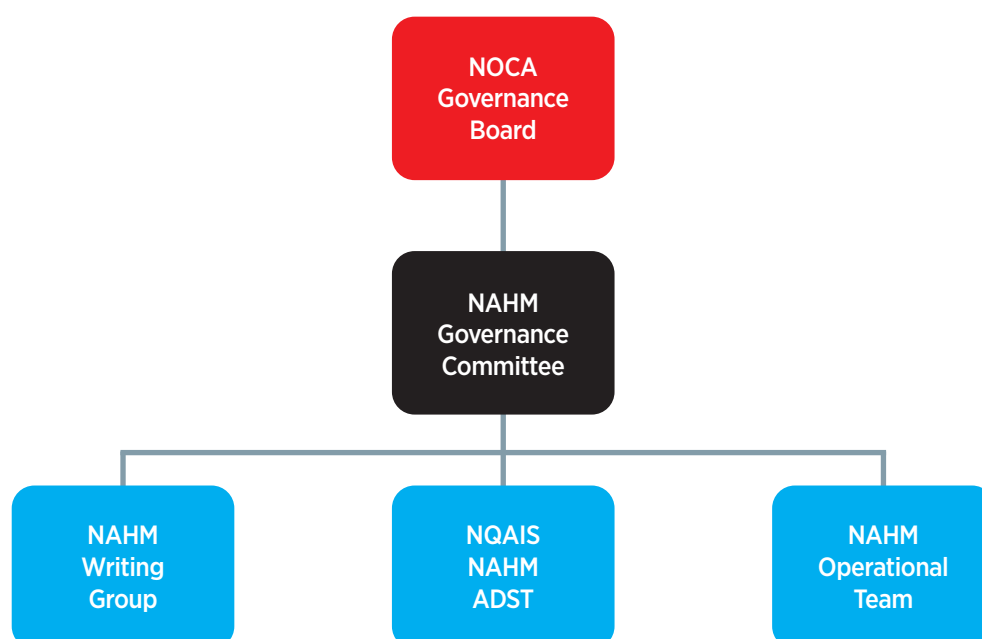 NOCA
Governance
Board
NAHM
Governance
Committee
NAHM
Writing
Group
NQAIS
NAHM
ADST
NAHM
Operational
Team